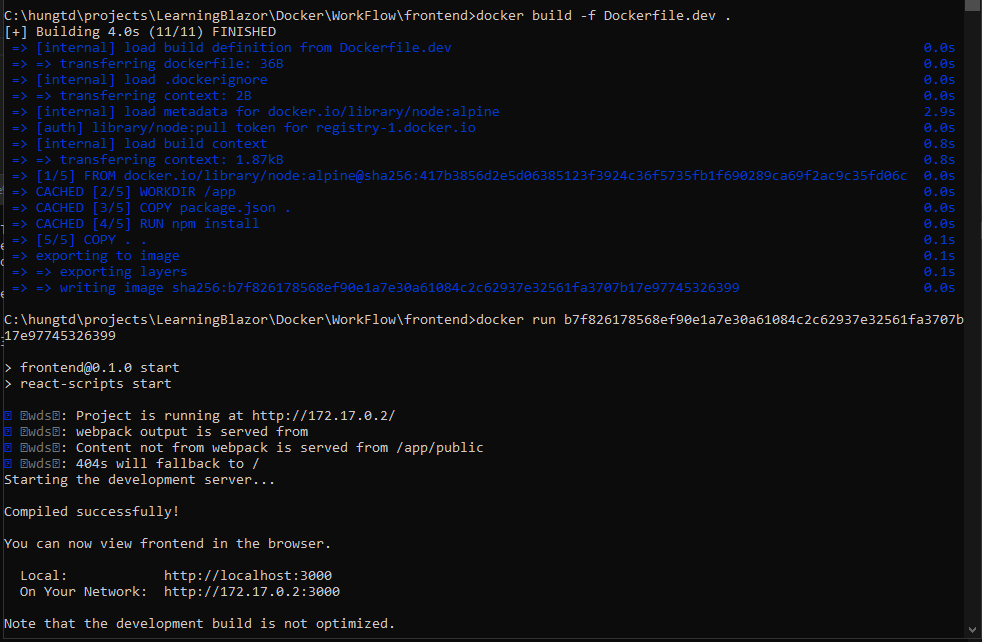 C:\hungtd\projects\LearningBlazor\Docker\WorkFlow\frontend>docker build -f Dockerfile.dev .
[+] Building 4.0s (11/11) FINISHED
=> [internal] load build definition from Dockerfile.dev 0.0s
=> => transferring dockerfile: 36B 0.0s
=> [internal] load .dockerignore 0.0s
=> => transferring context: 2B 0.0s
=> [internal] load metadata for docker.io/library/node:alpine 2.9s
=> [auth] library/node:pull token for registry-1.docker.io 0.0s
=> [internal] load build context 0.8s
=> => transferring context: 1.87kB 0.8s
=> [1/5] FROM docker.io/library/node:alpine@sha256:417b3856d2e5d06385123f3924c36f5735fb1f690289ca69f2ac9c35fd06c 0.0s
=> CACHED [2/5] WORKDIR /app 0.0s
=> CACHED [3/5] COPY package.json . 0.0s
=> CACHED [4/5] RUN npm install 0.0s
=> [5/5] COPY . . 0.1s
=> exporting to image 0.1s
=> => exporting layers 0.1s
=> => writing image sha256:b7f826178568ef90e1a7e30a61084c2c62937e32561fa3707b17e97745326399 0.0s
C:\hungtd\projects\LearningBlazor\Docker\WorkFlow\frontend>docker run b7f826178568ef90e1a7e30a61084c2c62937e32561fa3707b
17e97745326399
> frontend@0.1.0 start
> react-scripts start
wds: Project is running at http://172.17.0.2/
wds: webpack output is served from
wds: Content not from webpack is served from /app/public
wds: 404s will fallback to /
Starting the development server...
Compiled successfully!
You can now view frontend in the browser.
Local: http://localhost:3000
On Your Network: http://172.17.0.2:3000
Note that the development build is not optimized.